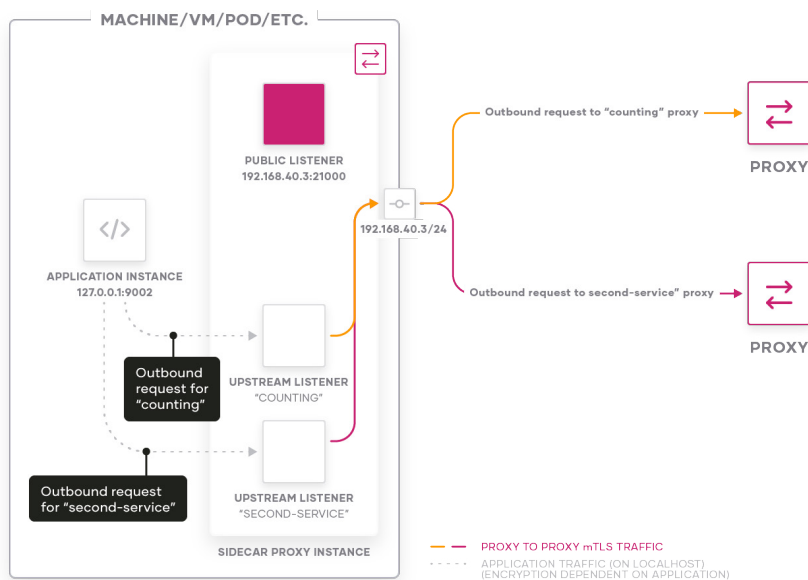 MACHINE/VM/POD/ETC.
PUBLIC LISTENER
192.168.40.3:21000
Outbound request to “counting” proxy
PROXY
192.168.40.3/24
APPLICATION INSTANCE
127.0.0.1:9002
Outbound request to second-service” proxy
PROXY
Outbound
request for
“counting”
UPSTREAM LISTENER
“COUNTING”
Outbound request
for “second-service”
UPSTREAM LISTENER
“SECOND-SERVICE”
SIDECAR PROXY INSTANCE
PROXY TO PROXY mTLS TRAFFIC
APPLICATION TRAFFIC (ON LOCALHOST)
(ENCRYPTION DEPENDENT ON APPLICATION)